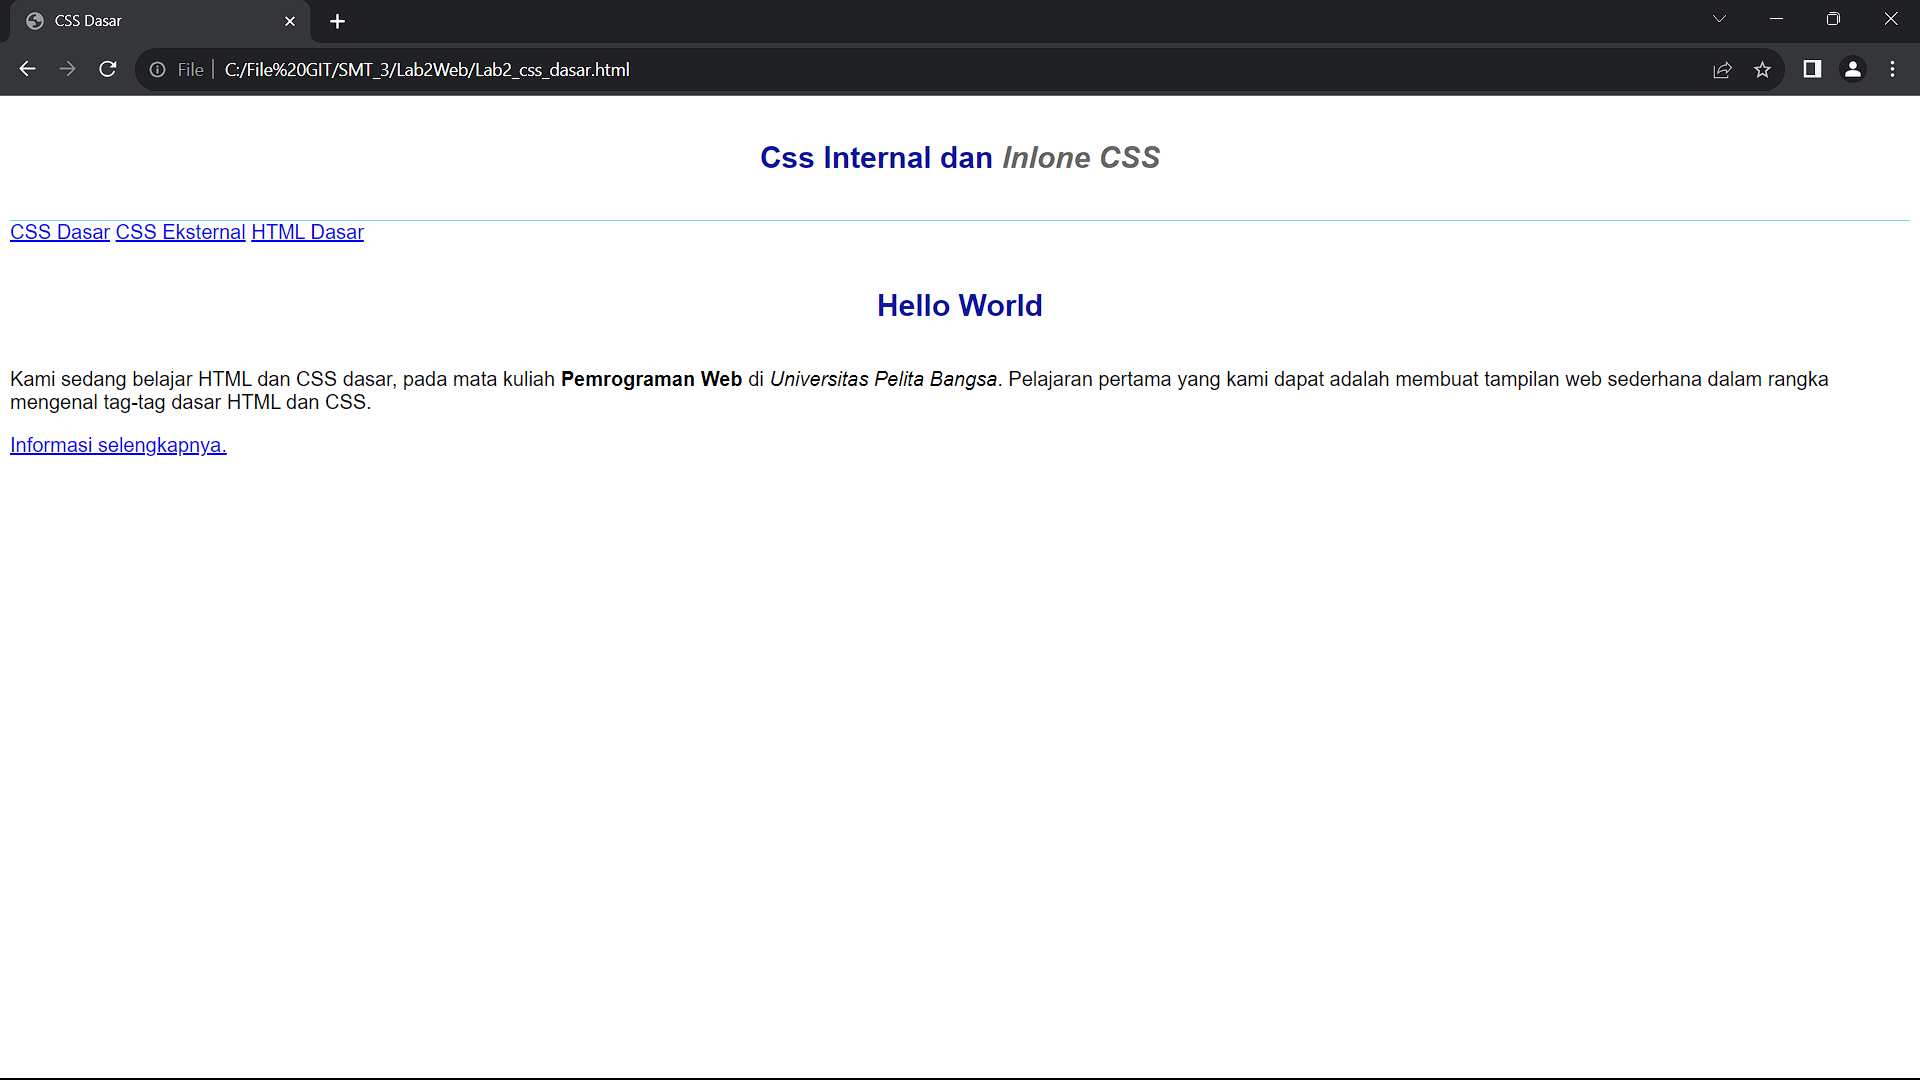 CSS Dasar
File
C:/File%20GIT/SMT_3/Lab2Web/Lab2_css_dasar.html
Css Internal dan Inlone CSS
CSS Dasar CSS Eksternal HTML Dasar
Hello World
Kami sedang belajar HTML dan CSS dasar, pada mata kuliah Pemrograman Web di Universitas Pelita Bangsa. Pelajaran pertama yang kami dapat adalah membuat tampilan web sederhana dalam rangka
mengenal tag-tag dasar HTML dan CSS.
Informasi selengkapnya.